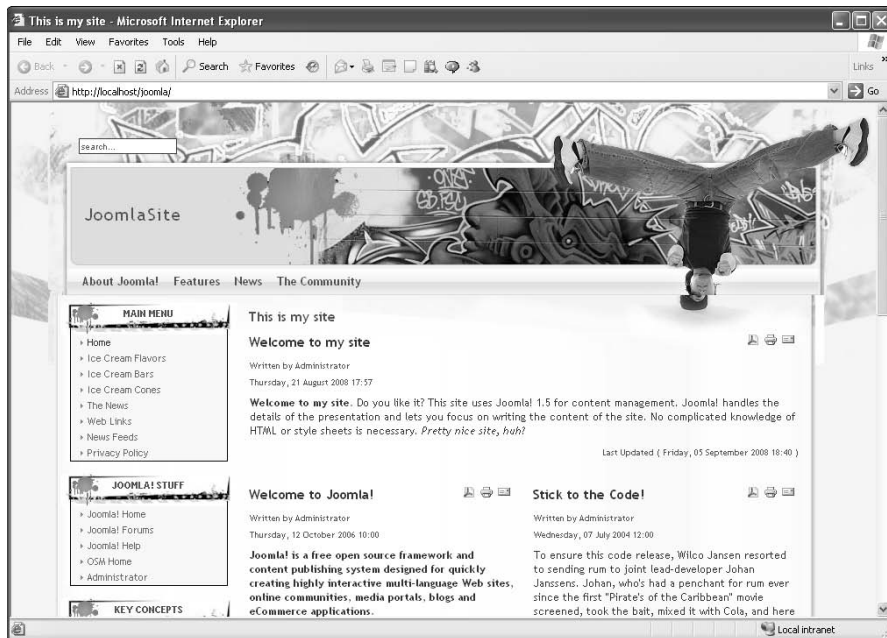 This is my site - Microsoft Internet Explorer
File Edit View Favorites Tools Help
Back Search Favorites Links »
Address http://localhost/joomla/ Go
search...
JoomlaSite
About Joomla! Features News The Community
MAIN MENU
Home
Ice Cream Flavors
Ice Cream Bars
Ice Cream Cones
The News
Web Links
News Feeds
Privacy Policy
JOOMLA! STUFF
Joomla! Home
Joomla! Forums
Joomla! Help
OSM Home
Administrator
KEY CONCEPTS
This is my site
Welcome to my site
Written by Administrator
Thursday, 21 August 2008 17:57
Welcome to my site. Do you like it? This site uses Joomla! 1.5 for content management. Joomla! handles the
details of the presentation and lets you focus on writing the content of the site. No complicated knowledge of
HTML or style sheets is necessary. Pretty nice site, huh?
Last Updated ( Friday, 05 September 2008 18:40 )
Welcome to Joomla!
Written by Administrator
Thursday, 12 October 2006 10:00
Joomla! is a free open source framework and
content publishing system designed for quickly
creating highly interactive multi-language Web sites,
online communities, media portals, blogs and
eCommerce applications.
Stick to the Code!
Written by Administrator
Wednesday, 07 July 2004 12:00
To ensure this code release, Wilco Jansen resorted
to sending rum to joint lead-developer Johan
Janssens. Johan, who's had a penchant for rum ever
since the first "Pirate's of the Caribbean" movie
screened, took the bait, mixed it with Cola, and here
Local intranet